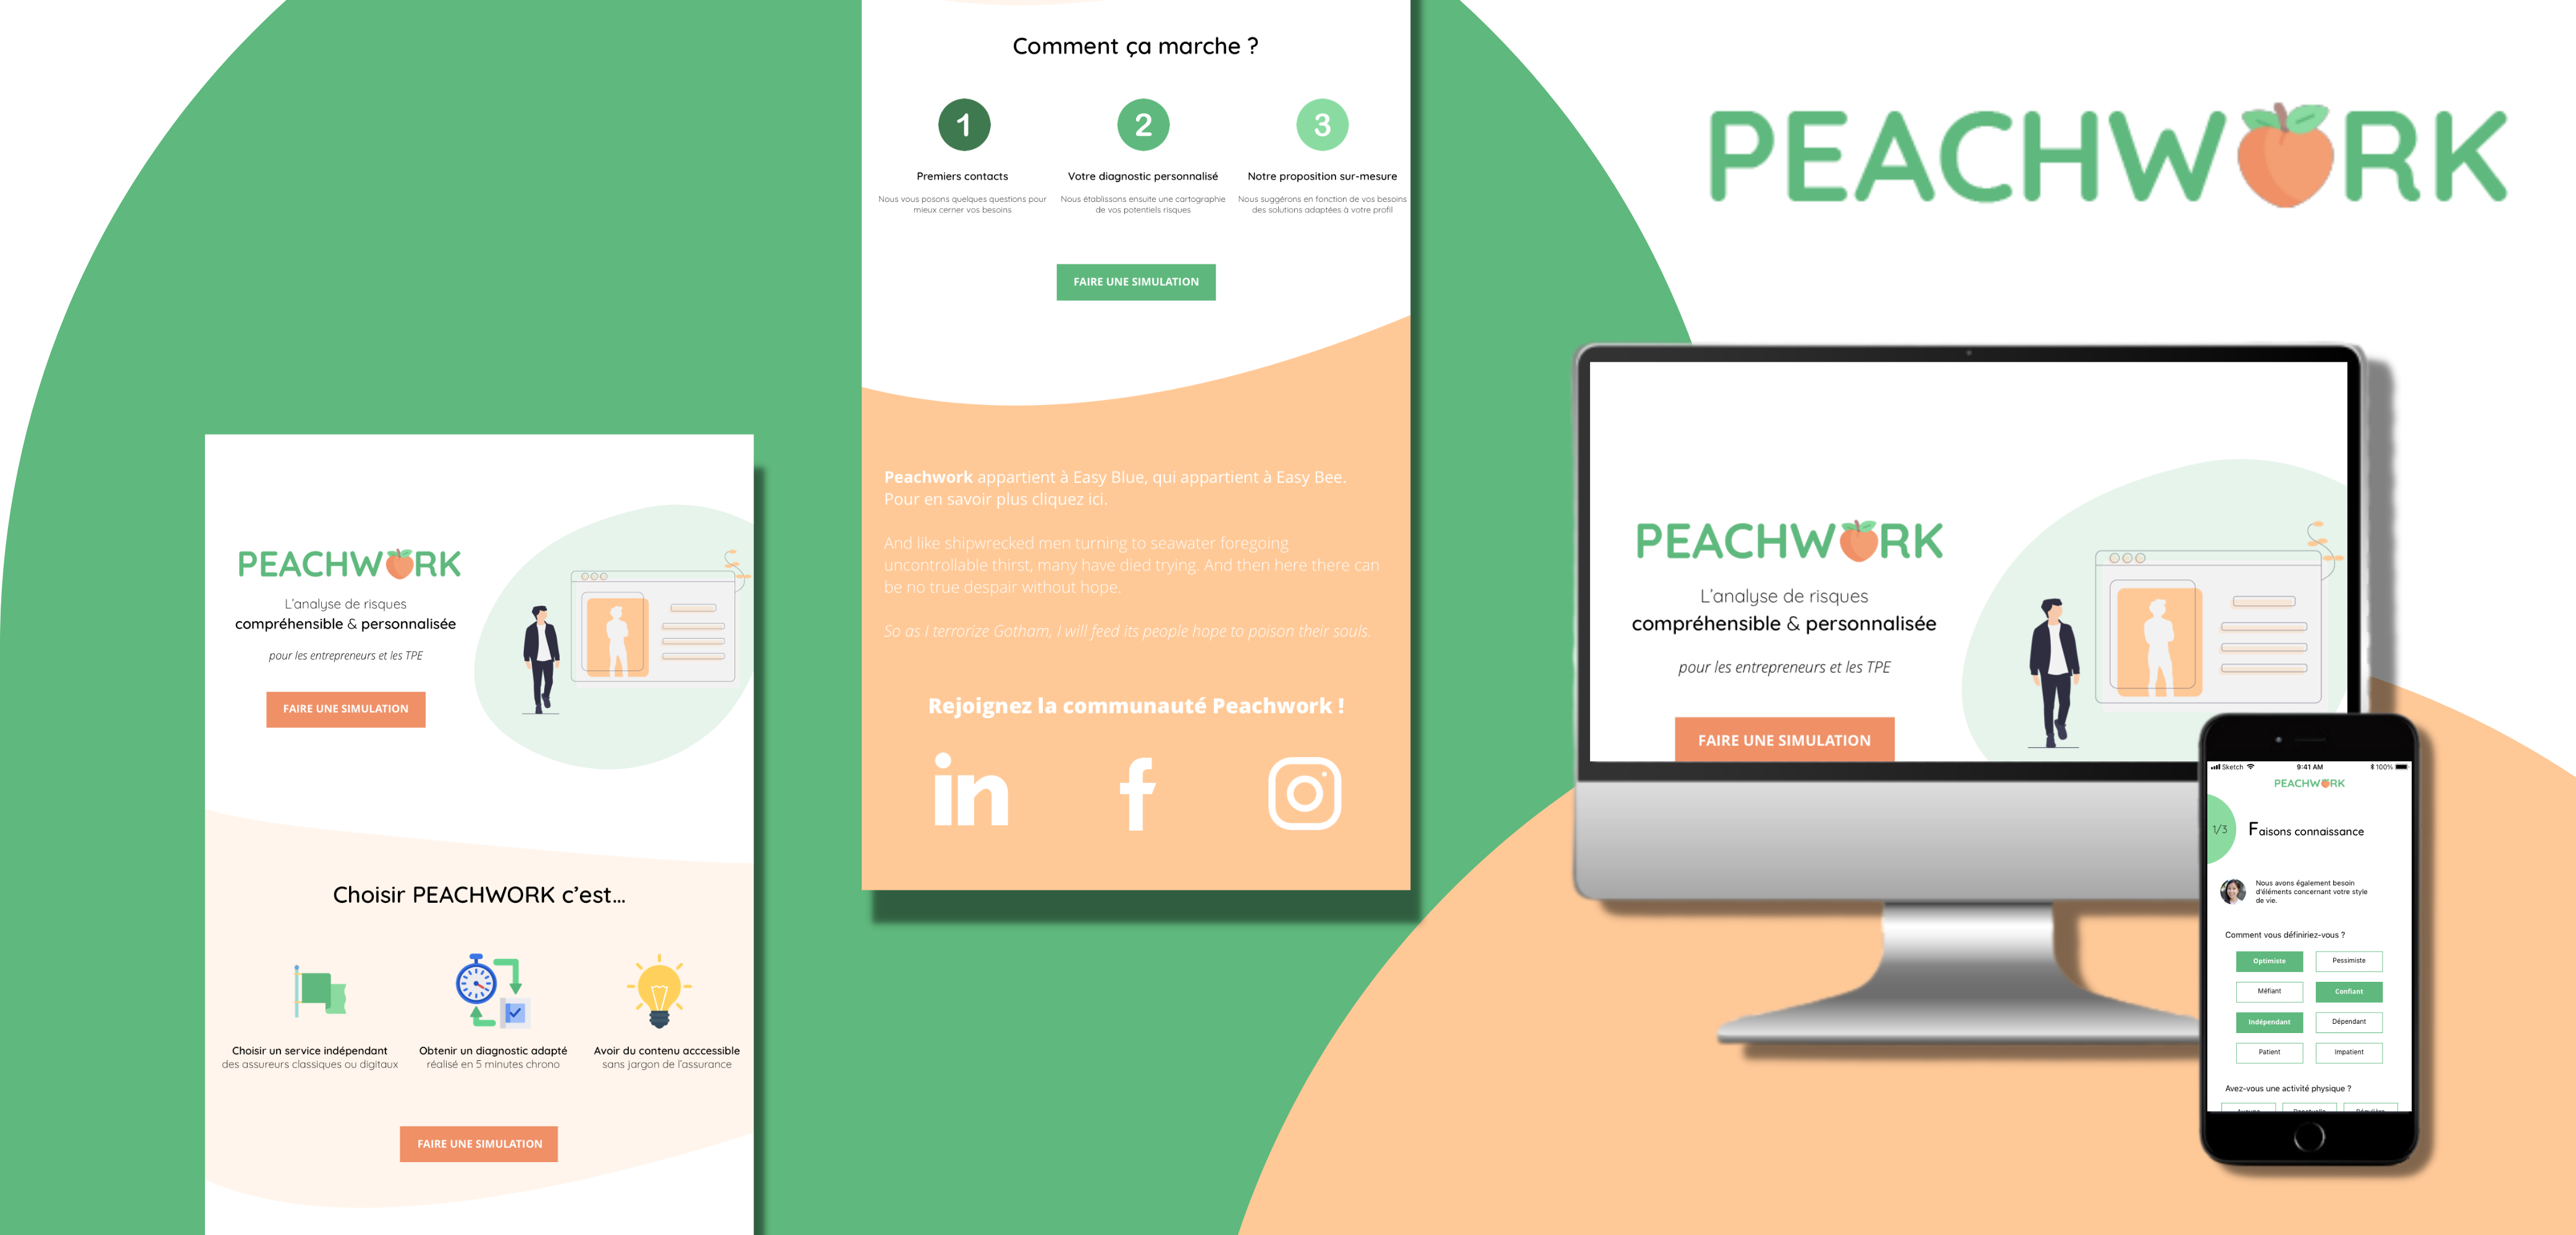 PEACHWORK
L'analyse de risques
compréhensible & personnalisée
pour les entrepreneurs et les TPE
FAIRE UNE SIMULATION
Choisir PEACHWORK c'est...
Choisir un service indépendant
des assureurs classiques ou digitaux
Obtenir un diagnostic adapté
réalisé en 5 minutes chrono
Avoir du contenu acccessible
sans jargon de l'assurance
FAIRE UNE SIMULATION
Comment ça marche ?
1
Premiers contacts
Nous vous posons quelques questions pour
mieux cerner vos besoins
2
Votre diagnostic personnalisé
Nous établissons ensuite une cartographie
de vos potentiels risques
3
Notre proposition sur-mesure
Nous suggérons en fonction de vos besoins
des solutions adaptées à votre profil
FAIRE UNE SIMULATION
Peachwork appartient à Easy Blue, qui appartient à Easy Bee.
Pour en savoir plus cliquez ici.
And like shipwrecked men turning to seawater foregoing
uncontrollable thirst, many have died trying. And then here there can
be no true despair without hope.
So as I terrorize Gotham, I will feed its people hope to poison their souls.
Rejoignez la communauté Peachwork !
in
f
PEACHWORK
PEACHWORK
L'analyse de risques
compréhensible & personnalisée
pour les entrepreneurs et les TPE
FAIRE UNE SIMULATION
Sketch 9:41 AM 100%
PEACHWORK
1/3
Faisons connaissance
Nous avons également besoin
d'éléments concernant votre style
de vie.
Comment vous définiriez-vous ?
Optimiste Pessimiste
Méfiant Confiant
Indépendant Dépendant
Patient Impatient
Avez-vous une activité physique ?